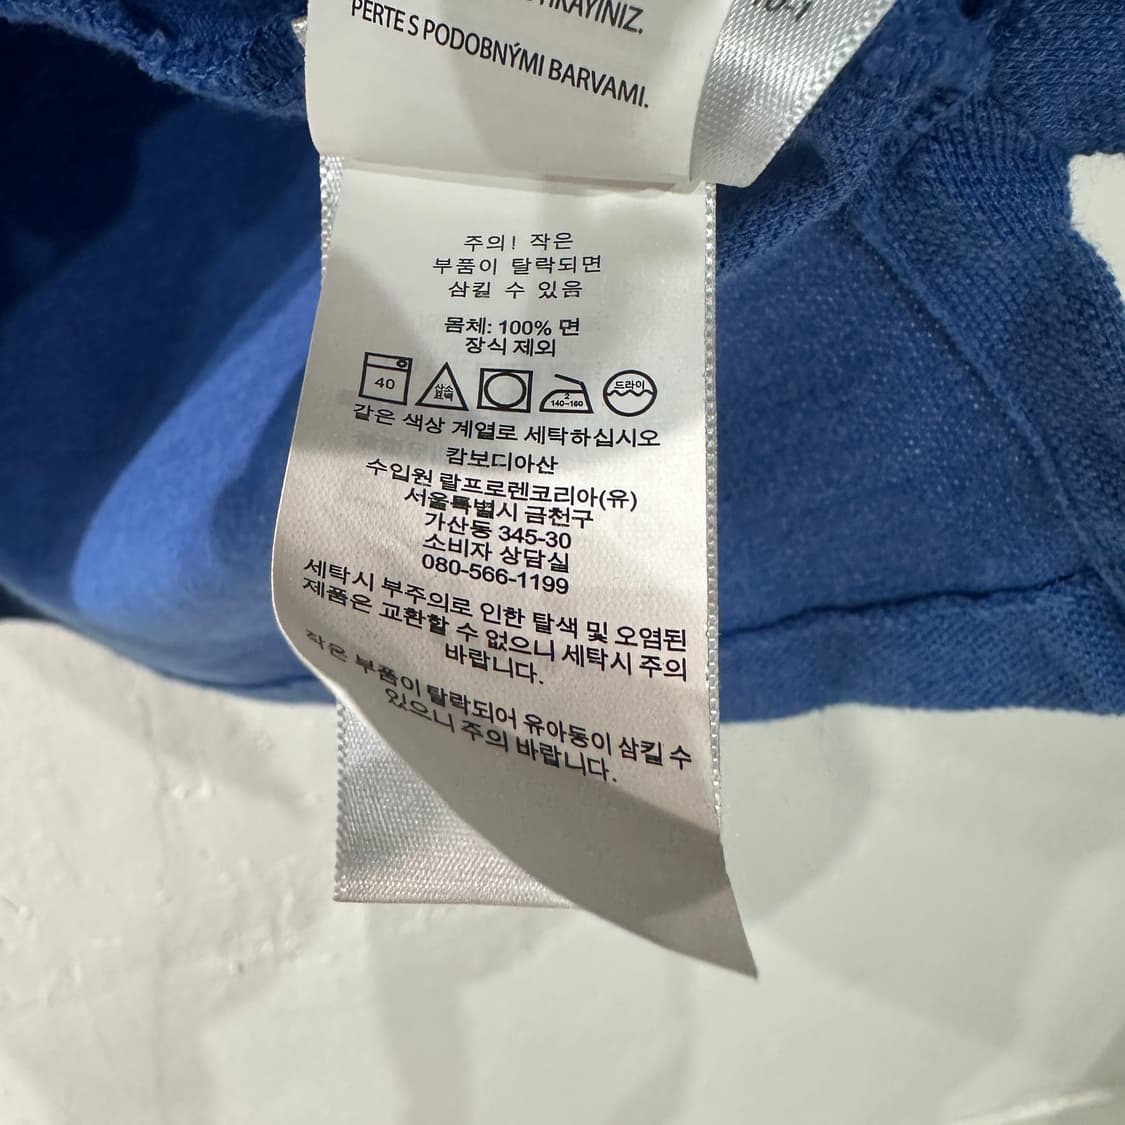 PERTE S PODOBNÝMI BARVAMI.
주의! 작은
부품이 탈락되면
삼킬 수 있음
몸체: 100% 면
장식 제외
40
산소
표백
2
140~160
드라이
같은 색상 계열로 세탁하십시오
캄보디아산
수입원 랄프로렌코리아(유)
서울특별시 금천구
가산동 345-30
소비자 상담실
080-566-1199
세탁시 부주의로 인한 탈색 및 오염된
제품은 교환할 수 없으니 세탁시 주의
바랍니다.
작은 부품이 탈락되어 유아동이 삼킬 수
있으니 주의 바랍니다.